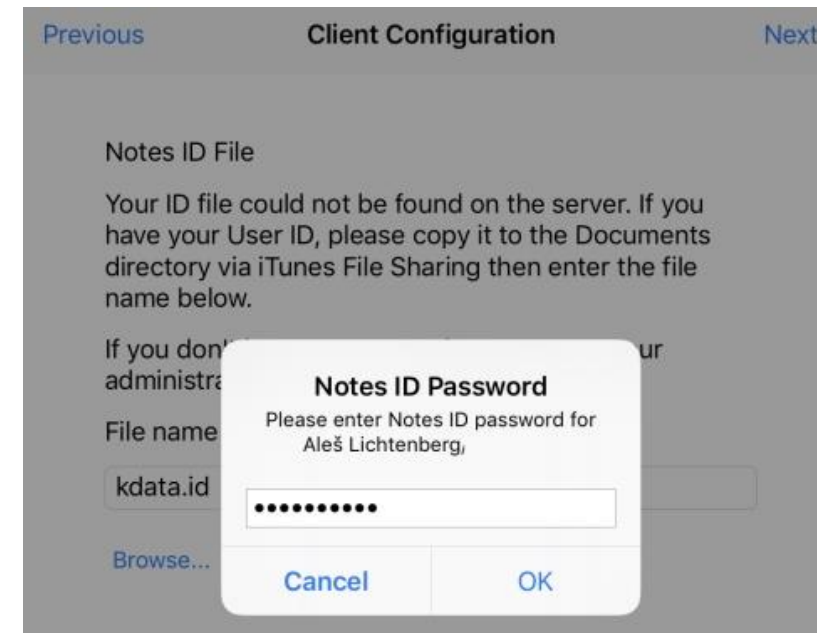 Previous Client Configuration Next
Notes ID File
Your ID file could not be found on the server. If you
have your User ID, please copy it to the Documents
directory via iTunes File Sharing then enter the file
name below.
If you don'
ur
administra
Notes ID Password
Please enter Notes ID password for
Aleš Lichtenberg/
File name
kdata.id
••••••••••
Browse...
Cancel OK